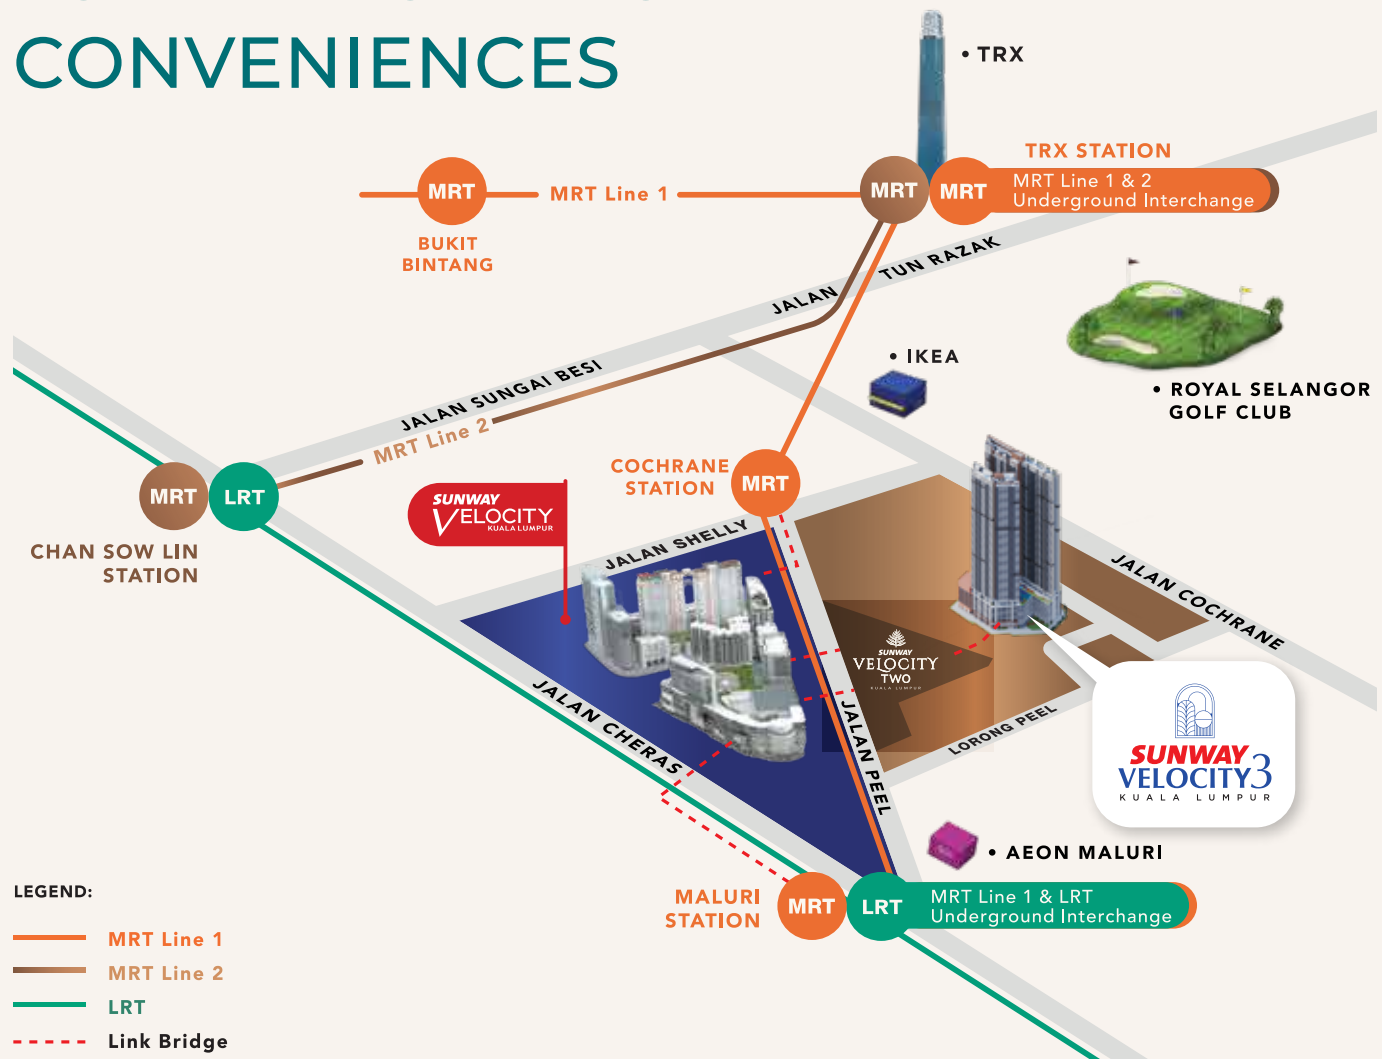 CONVENIENCES
• TRX
TRX STATION
MRT
MRT Line 1
MRT
MRT
MRT Line 1 & 2
Underground Interchange
BUKIT
BINTANG
JALAN TUN RAZAK
• IKEA
• ROYAL SELANGOR
GOLF CLUB
JALAN SUNGAI BESI
MRT Line 2
COCHRANE
STATION
MRT
MRT
LRT
CHAN SOW LIN
STATION
SUNWAY
VELOCITY
KUALA LUMPUR
JALAN SHELLY
JALAN COCHRANE
SUNWAY
VELOCITY
TWO
KUALA LUMPUR
JALAN CHERAS
JALAN PEEL
LORONG PEEL
SUNWAY
VELOCITY3
KUALA LUMPUR
• AEON MALURI
MALURI
STATION
MRT
LRT
MRT Line 1 & LRT
Underground Interchange
LEGEND:
MRT Line 1
MRT Line 2
LRT
Link Bridge